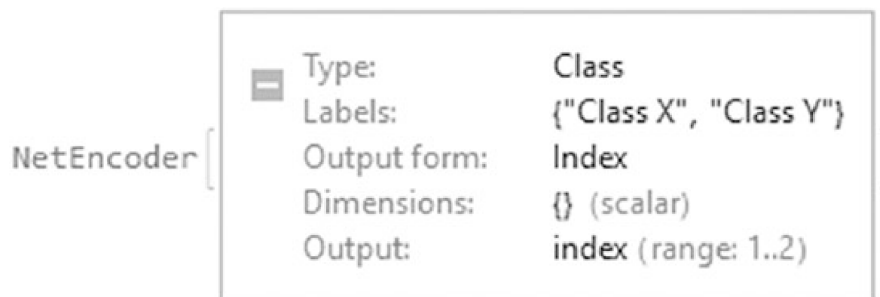 Type: Class
Labels: {"Class X", "Class Y"}
NetEncoder[ Output form: Index
Dimensions: {} (scalar)
Output: index (range: 1..2)